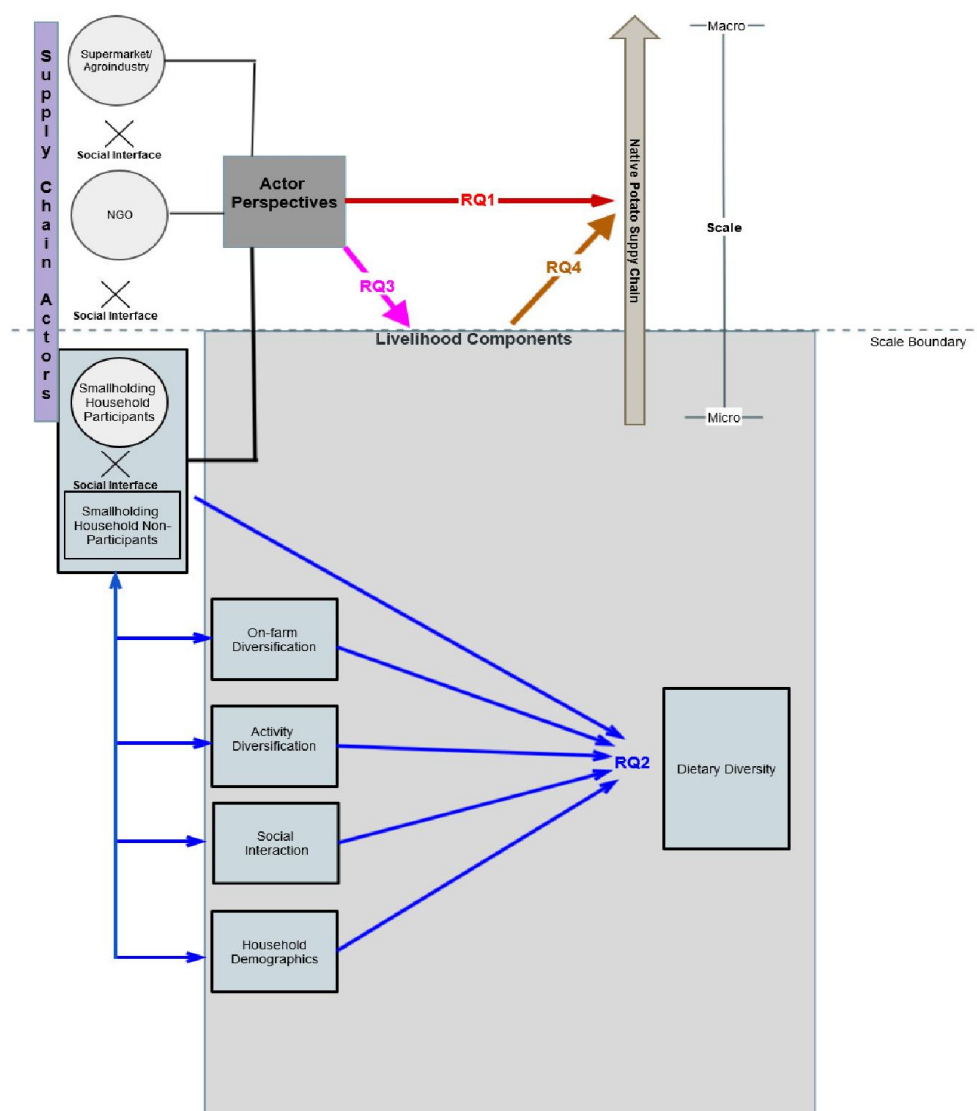 Supply Chain Actors
Supermarket/
Agroindustry
Social Interface
NGO
Social Interface
Smallholding
Household
Participants
Social Interface
Smallholding
Household Non-
Participants
Actor
Perspectives
RQ1
RQ3
RQ4
Native Potato Suppy Chain
Macro
Scale
Micro
Scale Boundary
Livelihood Components
On-farm
Diversification
Activity
Diversification
Social
Interaction
Household
Demographics
RQ2
Dietary Diversity